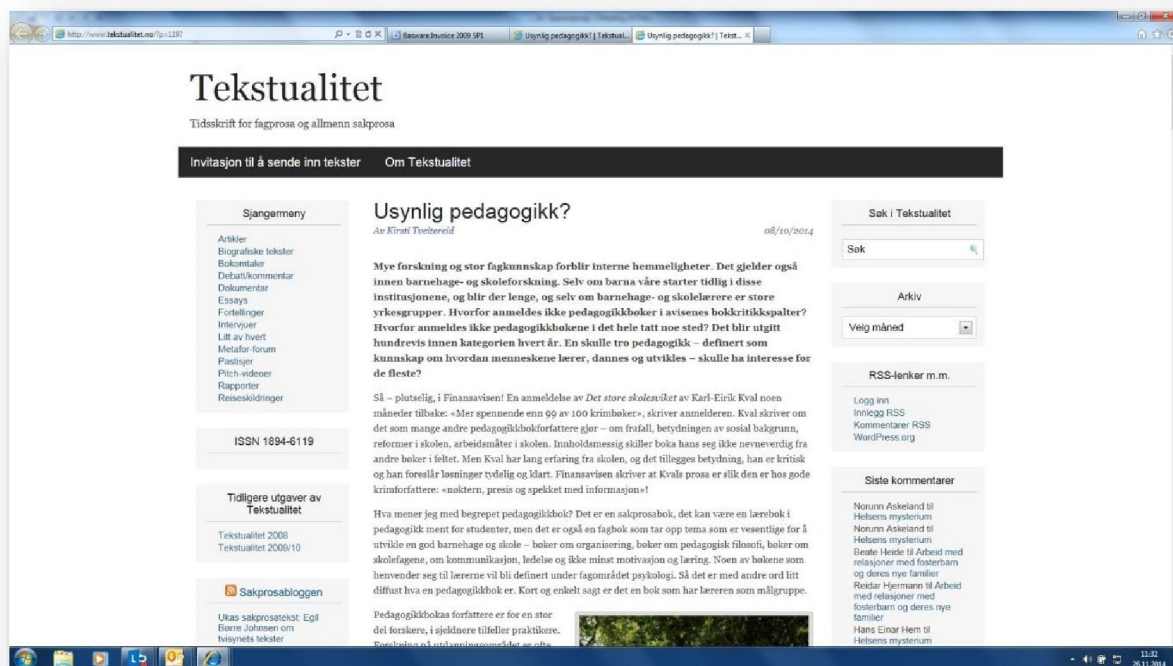 http://www.tekstualitet.no/?p=1197
Basware.Invoice 2009 SP1
Usynlig pedagogikk? | Tekstual...
Usynlig pedagogikk? | Tekst...
Tekstualitet
Tidsskrift for fagprosa og allmenn sakprosa
Invitasjon til å sende inn tekster
Om Tekstualitet
Sjangermeny
Artikler
Biografiske tekster
Bokomtaler
Debatt/kommentar
Dokumentar
Essays
Fortellinger
Intervjuer
Litt av hvert
Metafor-forum
Pastisjer
Pitch-videoer
Rapporter
Reiseskildringer
ISSN 1894-6119
Tidligere utgaver av
Tekstualitet
Tekstualitet 2008
Tekstualitet 2009/10
Sakprosabloggen
Ukas sakprosatekst: Egil
Børre Johnsen om
tvisynets tekster
Usynlig pedagogikk?
Av Kirsti Tveitereid
08/10/2014
Mye forskning og stor fagkunnskap forblir interne hemmeligheter. Det gjelder også
innen barnehage- og skoleforskning. Selv om barna våre starter tidlig i disse
institusjonene, og blir der lenge, og selv om barnehage- og skolelærere er store
yrkesgrupper. Hvorfor anmeldes ikke pedagogikkbøker i avisenes bokkritikkspalter?
Hvorfor anmeldes ikke pedagogikkbøkene i det hele tatt noe sted? Det blir utgitt
hundrevis innen kategorien hvert år. En skulle tro pedagogikk – definert som
kunnskap om hvordan menneskene lærer, dannes og utvikles – skulle ha interesse for
de fleste?
Så – plutselig, i Finansavisen! En anmeldelse av Det store skolesviket av Karl-Eirik Kval noen
måneder tilbake: «Mer spennende enn 99 av 100 krimbøker», skriver anmelderen. Kval skriver om
det som mange andre pedagogikkbokforfattere gjør – om frafall, betydningen av sosial bakgrunn,
reformer i skolen, arbeidsmåter i skolen. Innholdsmessig skiller boka hans seg ikke nevneverdig fra
andre bøker i feltet. Men Kval har lang erfaring fra skolen, og det tillegges betydning, han er kritisk
og han foreslår løsninger tydelig og klart. Finansavisen skriver at Kvals prosa er slik den er hos gode
krimforfattere: «nøktern, presis og spekket med informasjon»!
Hva mener jeg med begrepet pedagogikkbok? Det er en sakprosabok, det kan være en lærebok i
pedagogikk ment for studenter, men det er også en fagbok som tar opp tema som er vesentlige for å
utvikle en god barnehage og skole – bøker om organisering, bøker om pedagogisk filosofi, bøker om
skolefagene, om kommunikasjon, ledelse og ikke minst motivasjon og læring. Noen av bøkene som
henvender seg til lærerne vil bli definert under fagområdet psykologi. Så det er med andre ord litt
diffust hva en pedagogikkbok er. Kort og enkelt sagt er det en bok som har læreren som målgruppe.
Pedagogikkbokas forfattere er for en stor
del forskere, i sjeldnere tilfeller praktikere.
Forskning på utdanningsområdet er ofte
Søk i Tekstualitet
Søk
Arkiv
Velg måned
RSS-lenker m.m.
Logg inn
Innlegg RSS
Kommentarer RSS
WordPress.org
Siste kommentarer
Norunn Askeland til
Helsens mysterium
Norunn Askeland til
Helsens mysterium
Beate Heide til Arbeid med
relasjoner med fosterbarn
og deres nye familier
Reidar Hjermann til Arbeid
med relasjoner med
fosterbarn og deres nye
familier
Hans Einar Hem til
Helsens mysterium
11:32
26.11.2014